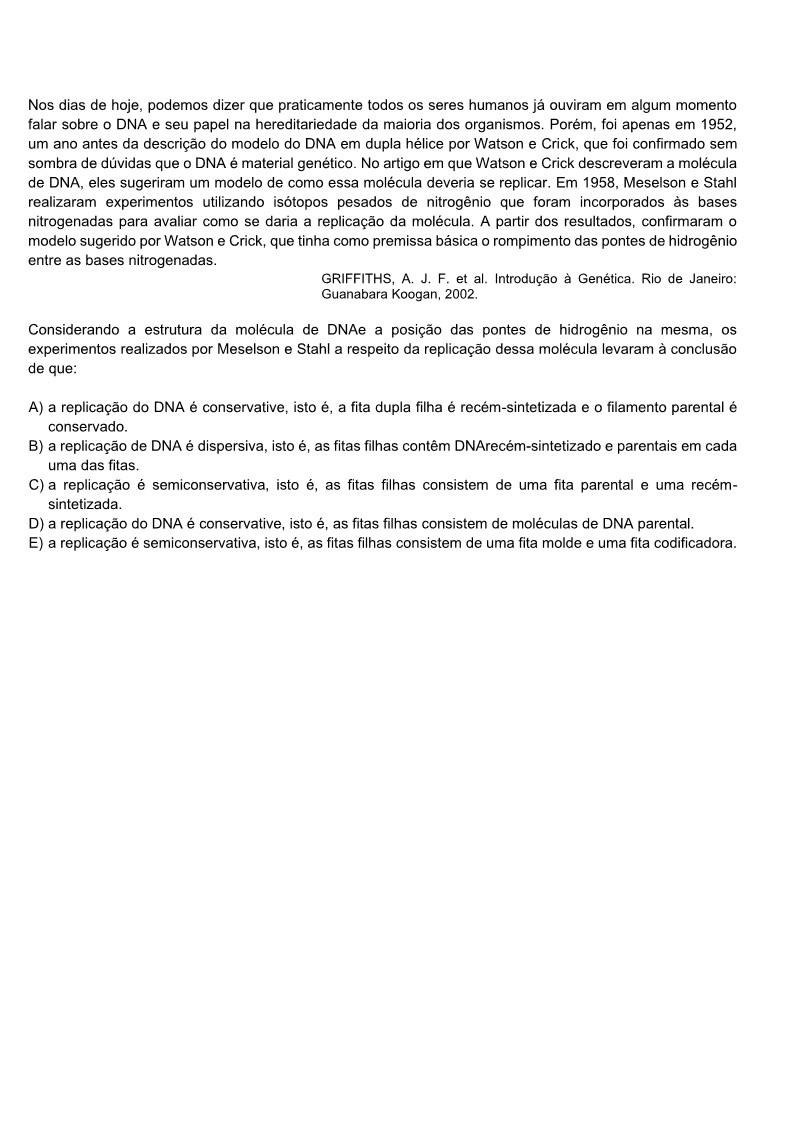 Nos dias de hoje, podemos dizer que praticamente todos os seres humanos já ouviram em algum momento
falar sobre o DNA e seu papel na hereditariedade da maioria dos organismos. Porém, foi apenas em 1952,
um ano antes da descrição do modelo do DNA em dupla hélice por Watson e Crick, que foi confirmado sem
sombra de dúvidas que o DNA é material genético. No artigo em que Watson e Crick descreveram a molécula
de DNA, eles sugeriram um modelo de como essa molécula deveria se replicar. Em 1958, Meselson e Stahl
realizaram experimentos utilizando isótopos pesados de nitrogênio que foram incorporados às bases
nitrogenadas para avaliar como se daria a replicação da molécula. A partir dos resultados, confirmaram o
modelo sugerido por Watson e Crick, que tinha como premissa básica o rompimento das pontes de hidrogênio
entre as bases nitrogenadas.
GRIFFITHS, A. J. F. et al. Introdução à Genética. Rio de Janeiro:
Guanabara Koogan, 2002.
Considerando a estrutura da molécula de DNAe a posição das pontes de hidrogênio na mesma, os
experimentos realizados por Meselson e Stahl a respeito da replicação dessa molécula levaram à conclusão
de que:
A) a replicação do DNA é conservative, isto é, a fita dupla filha é recém-sintetizada e o filamento parental é
conservado.
B) a replicação de DNA é dispersiva, isto é, as fitas filhas contêm DNArecém-sintetizado e parentais em cada
uma das fitas.
C) a replicação é semiconservativa, isto é, as fitas filhas consistem de uma fita parental e uma recém-
sintetizada.
D) a replicação do DNA é conservative, isto é, as fitas filhas consistem de moléculas de DNA parental.
E) a replicação é semiconservativa, isto é, as fitas filhas consistem de uma fita molde e uma fita codificadora.